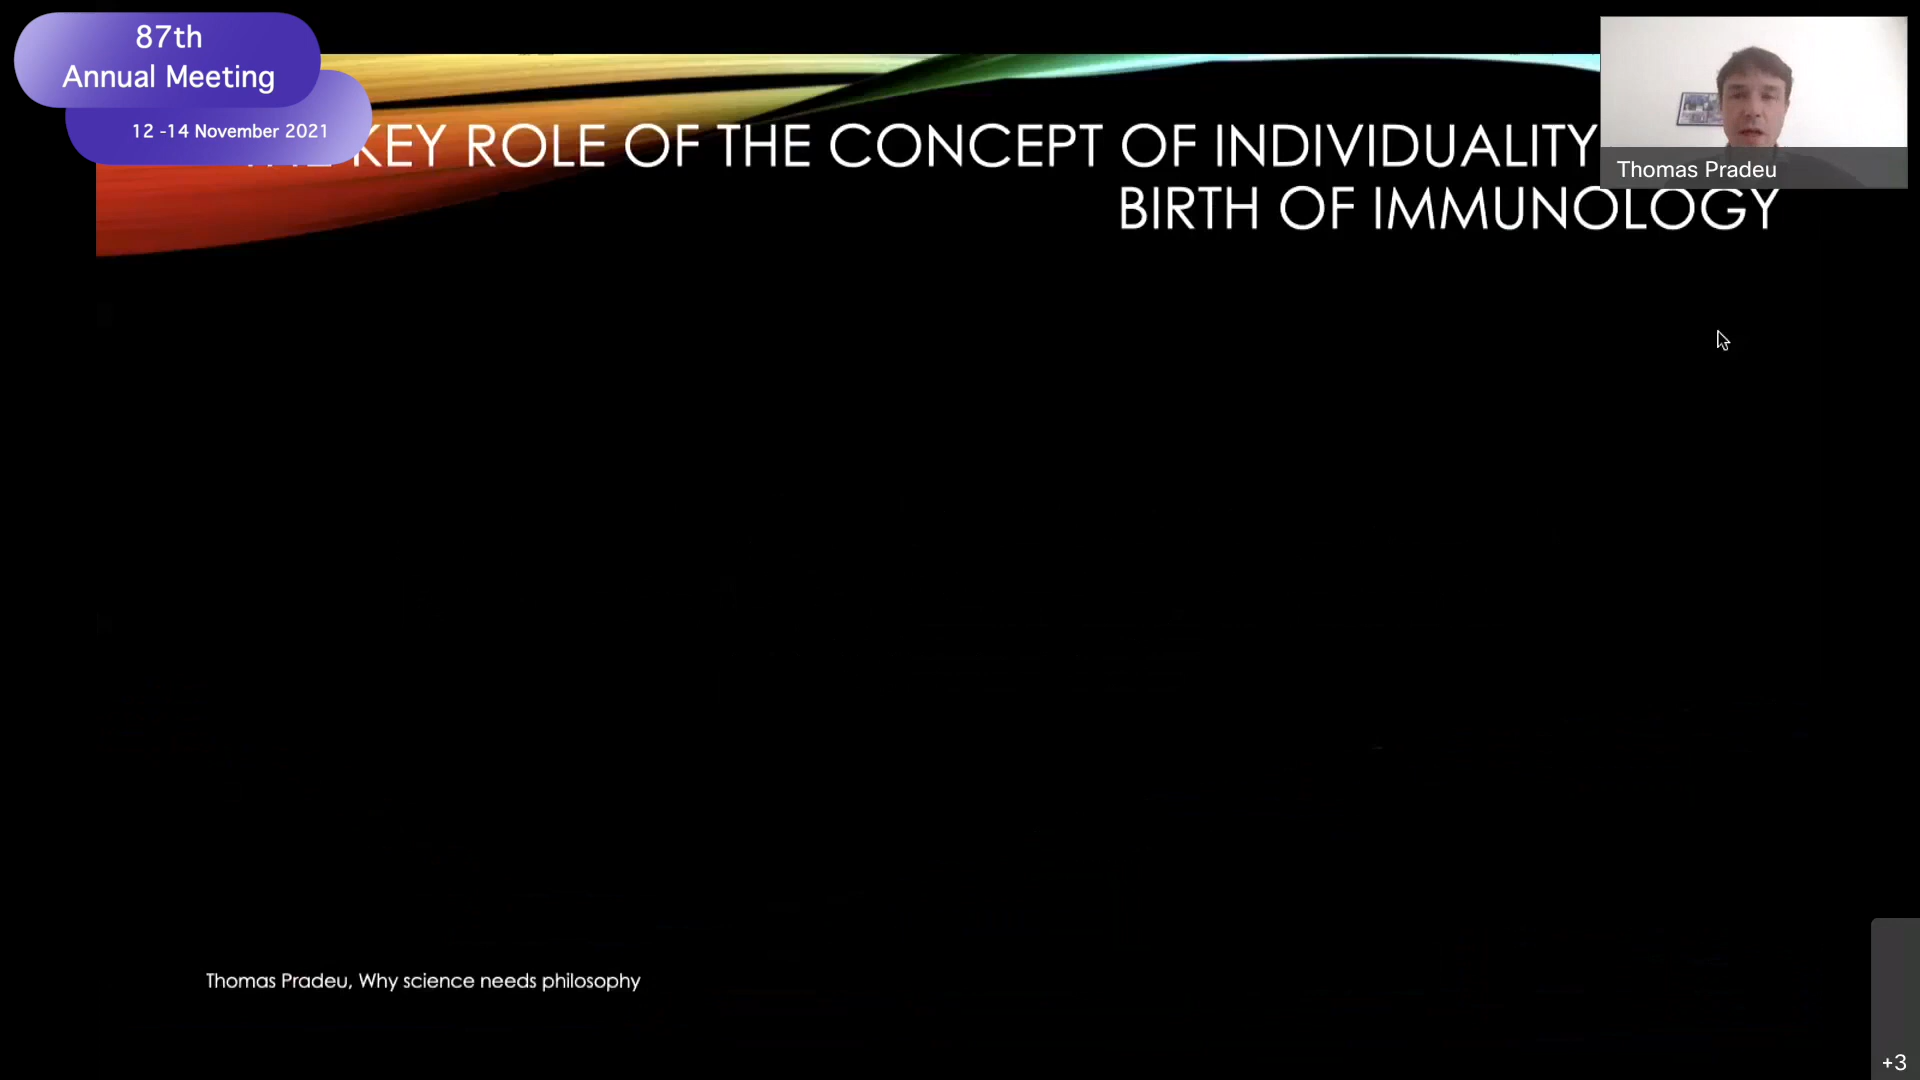 87th
Annual Meeting
12 -14 November 2021
KEY ROLE OF THE CONCEPT OF INDIVIDUALITY
BIRTH OF IMMUNOLOGY
Thomas Pradeu
Thomas Pradeu, Why science needs philosophy
+3